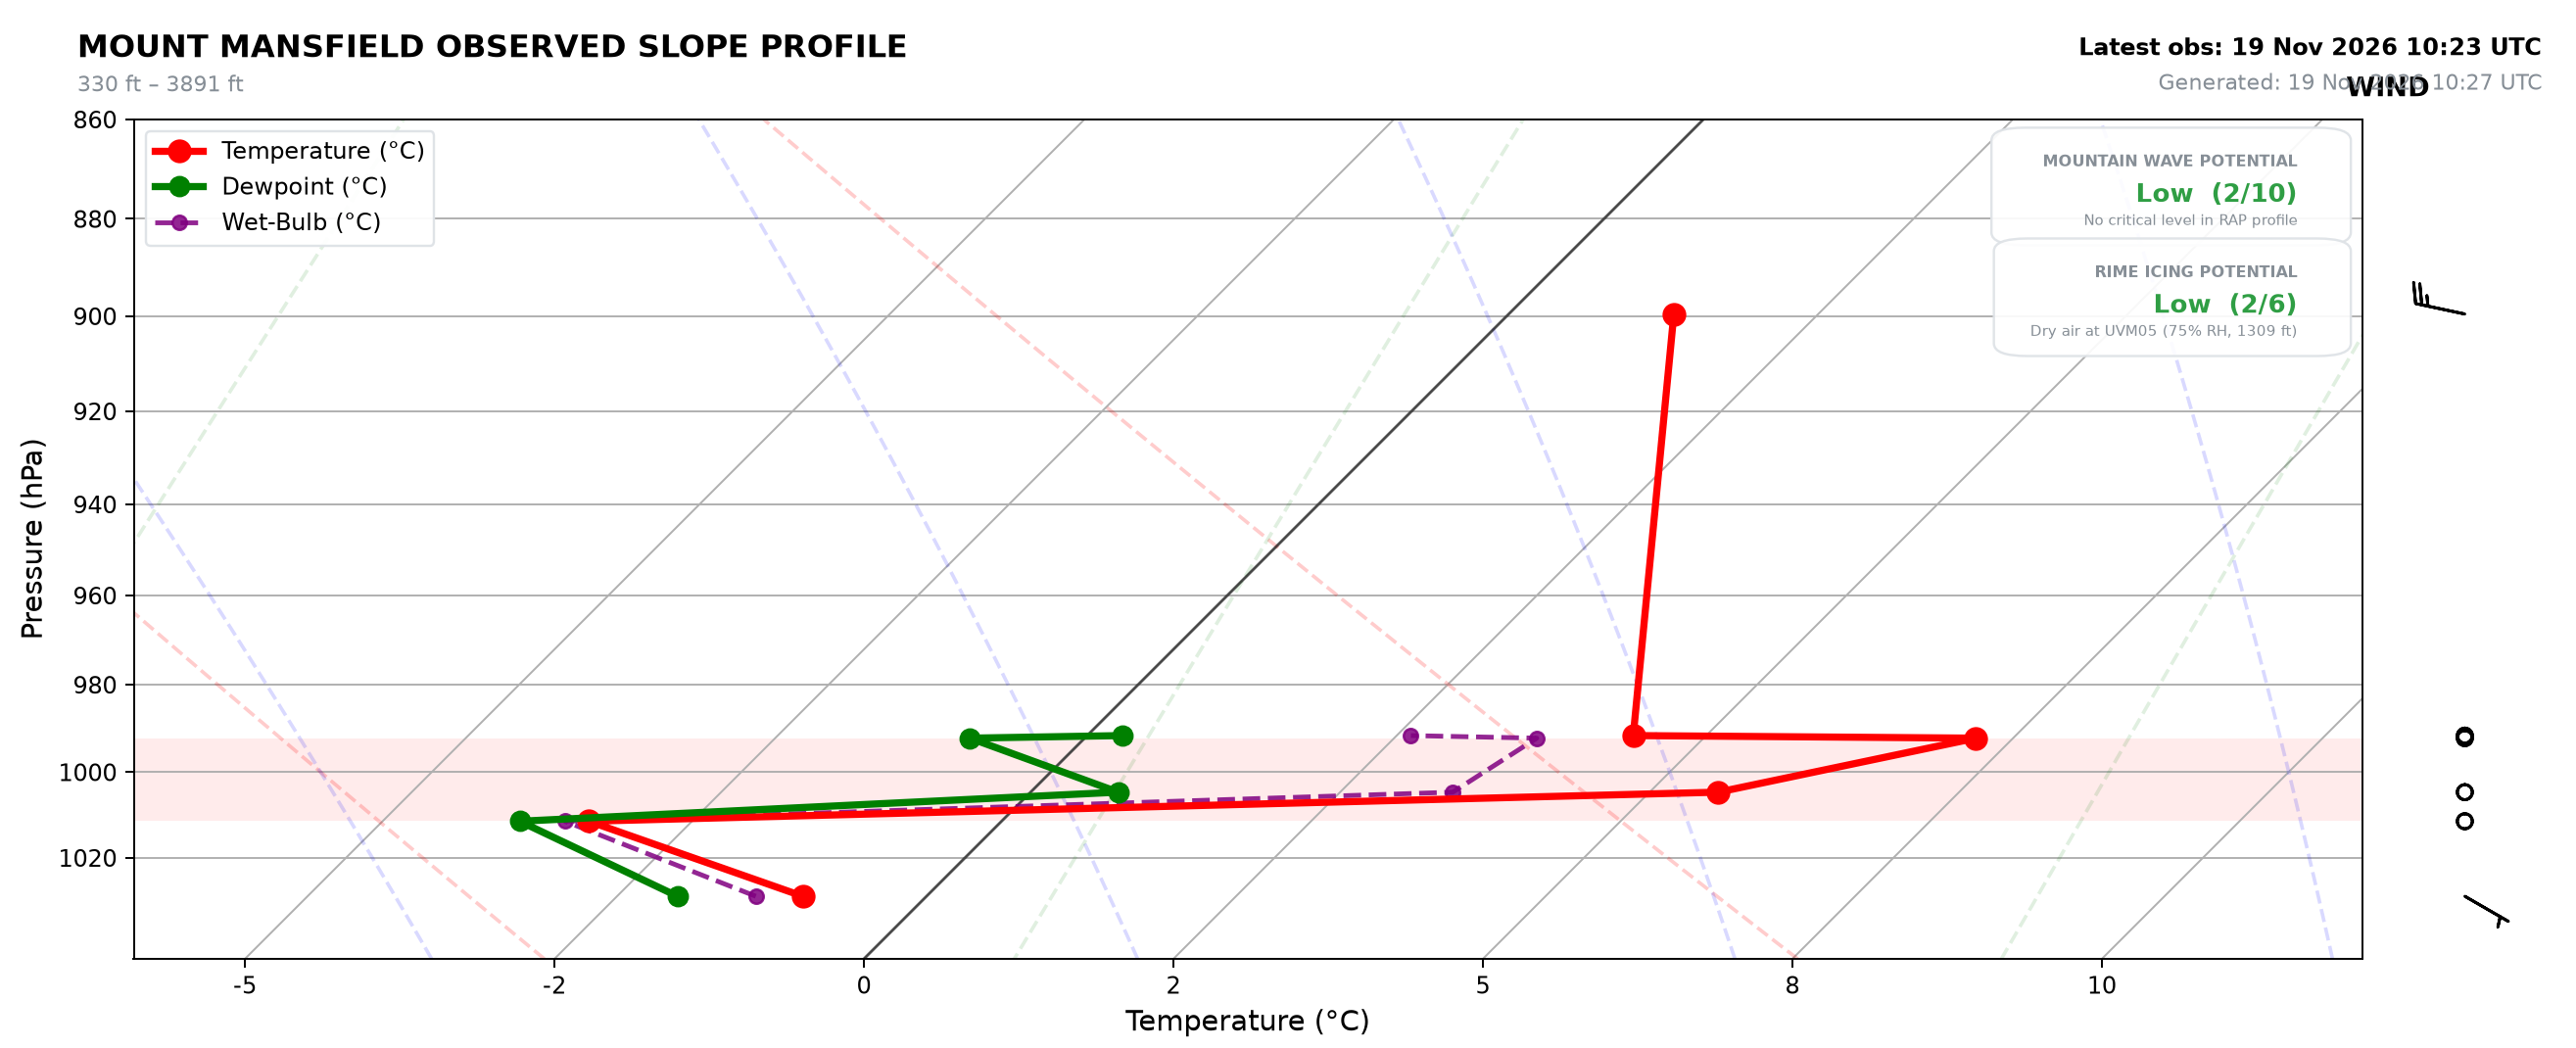 MOUNT MANSFIELD OBSERVED SLOPE PROFILE
Latest obs: 19 Nov 2026 10:23 UTC
330 ft – 3891 ft
Generated: 19 Nov 2026 10:27 UTC
WIND
Temperature (°C)
Dewpoint (°C)
Wet-Bulb (°C)
MOUNTAIN WAVE POTENTIAL
Low (2/10)
No critical level in RAP profile
RIME ICING POTENTIAL
Low (2/6)
Dry air at UVM05 (75% RH, 1309 ft)
Pressure (hPa)
860
880
900
920
940
960
980
1000
1020
-5 -2 0 2 5 8 10
Temperature (°C)